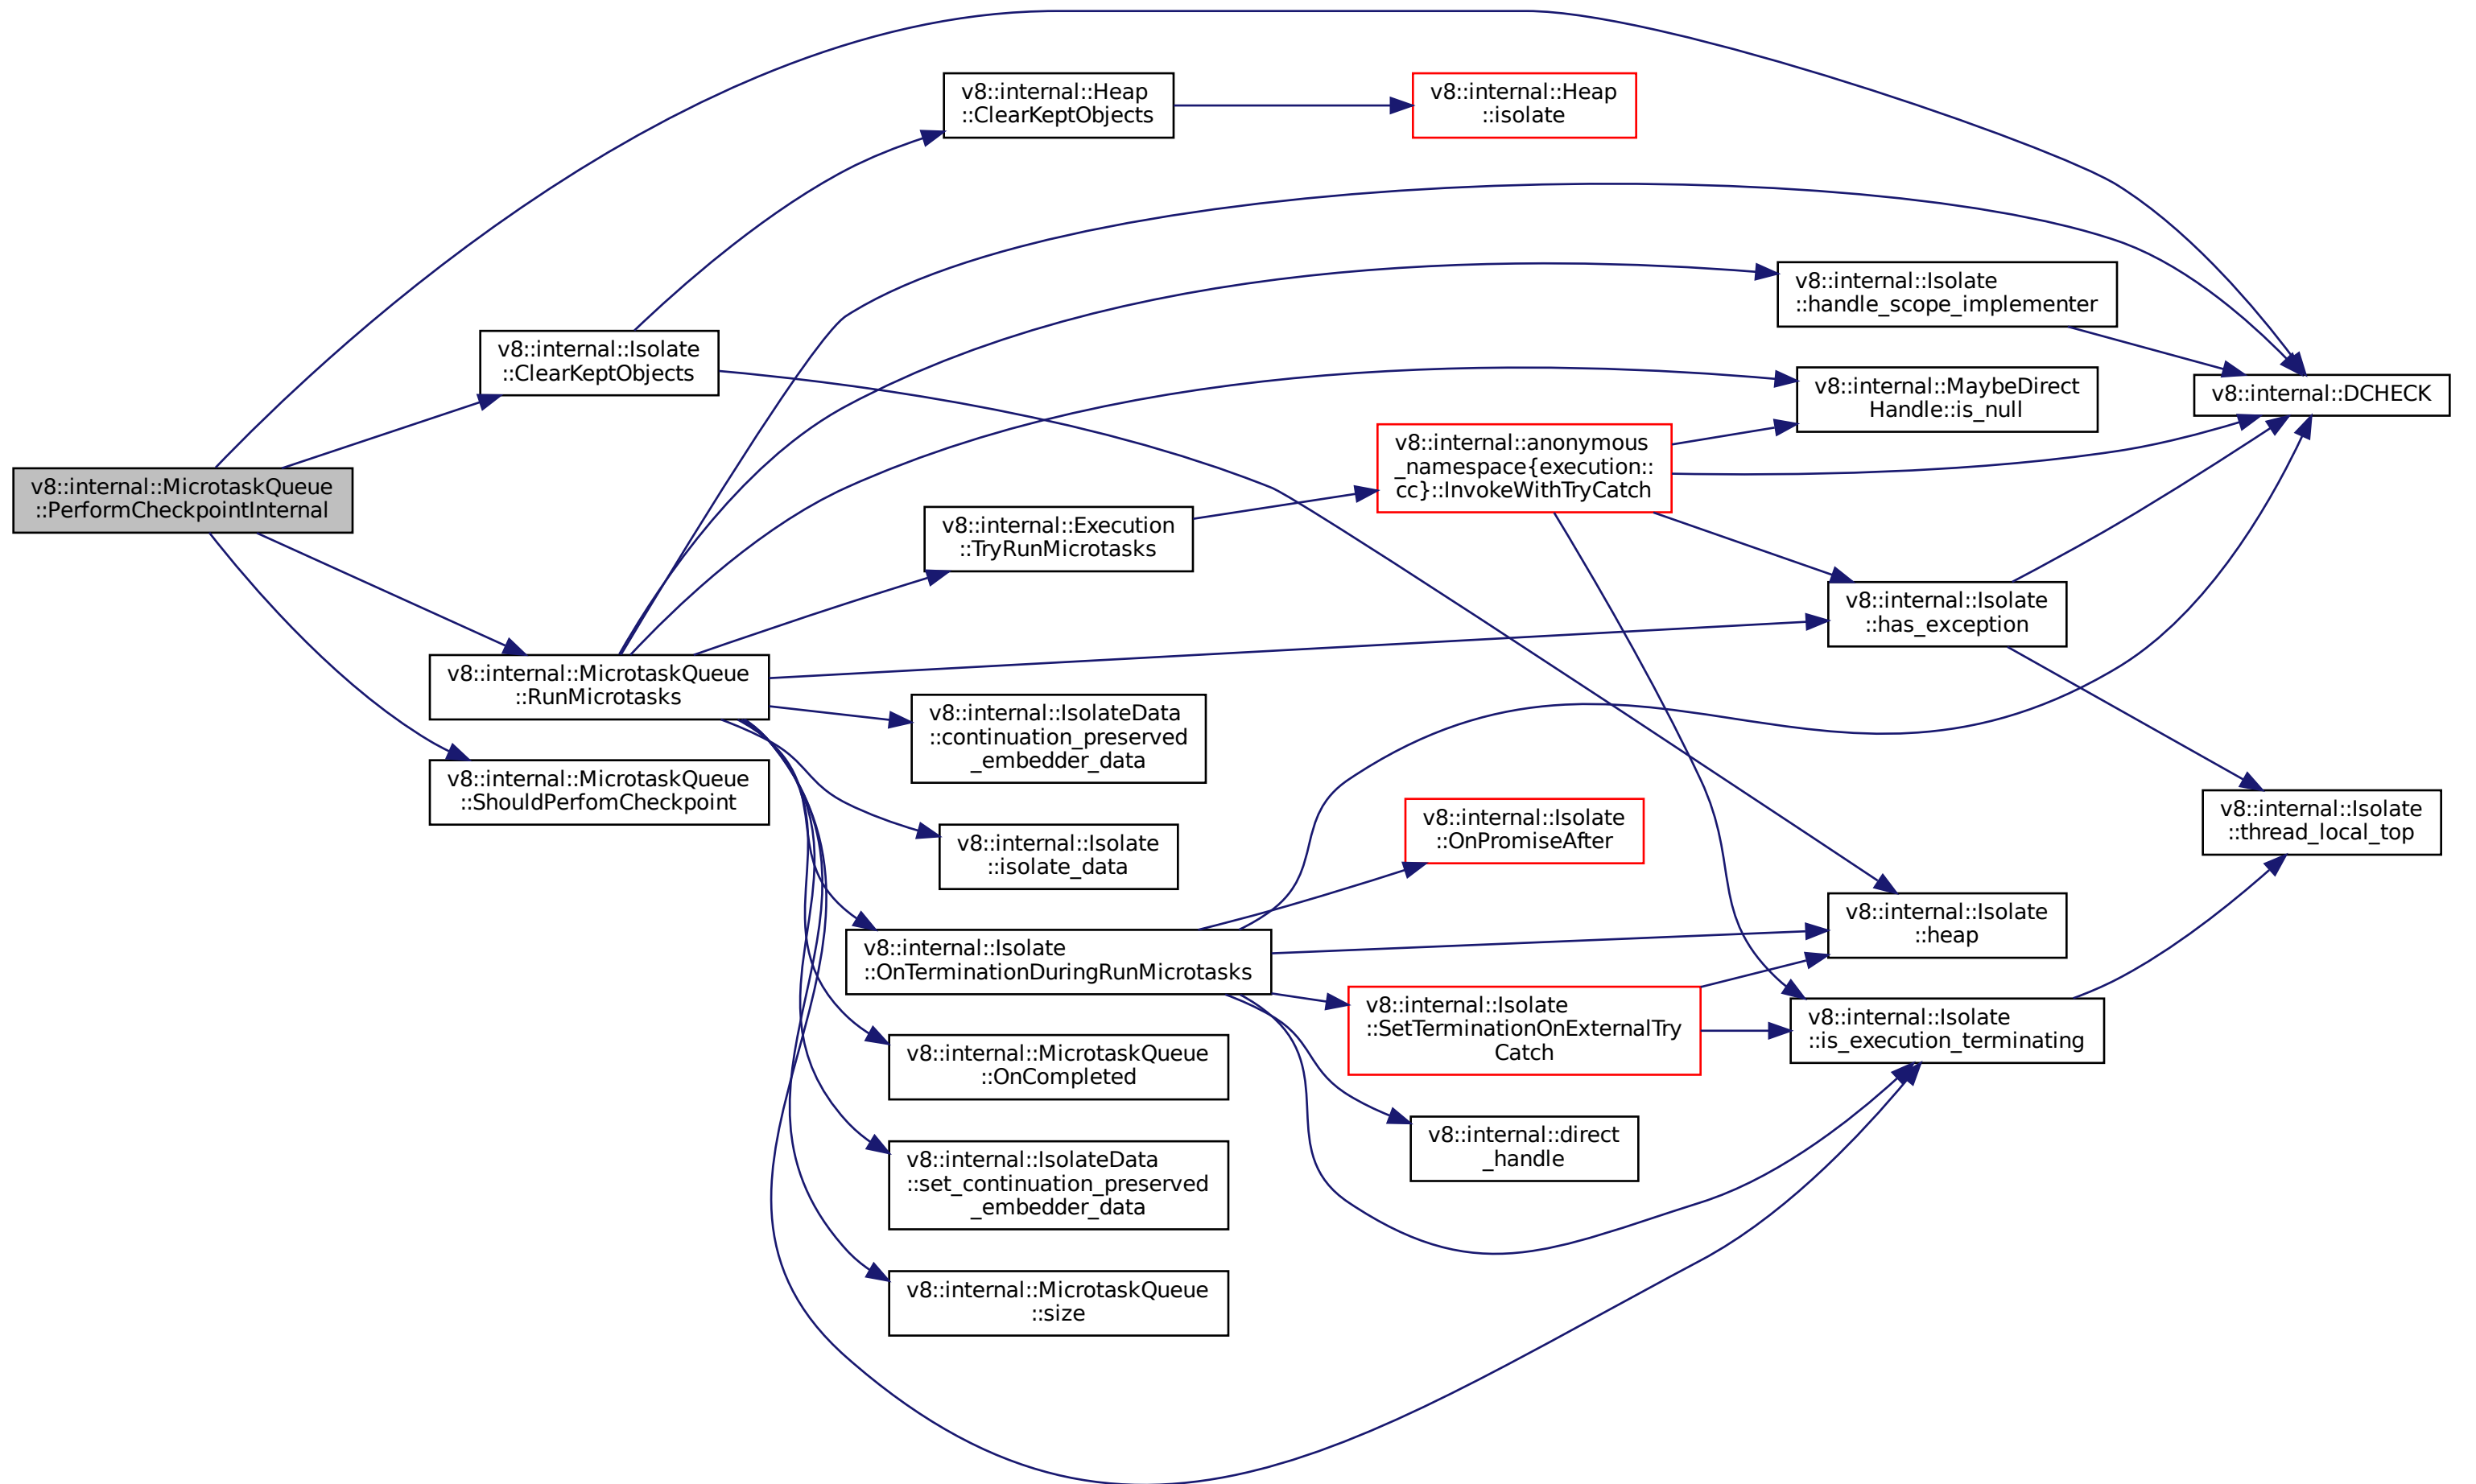 v8::internal::MicrotaskQueue
::PerformCheckpointInternal
v8::internal::Isolate
::ClearKeptObjects
v8::internal::MicrotaskQueue
::RunMicrotasks
v8::internal::MicrotaskQueue
::ShouldPerfomCheckpoint
v8::internal::Heap
::ClearKeptObjects
v8::internal::Execution
::TryRunMicrotasks
v8::internal::IsolateData
::continuation_preserved
_embedder_data
v8::internal::Isolate
::isolate_data
v8::internal::Isolate
::OnTerminationDuringRunMicrotasks
v8::internal::MicrotaskQueue
::OnCompleted
v8::internal::IsolateData
::set_continuation_preserved
_embedder_data
v8::internal::MicrotaskQueue
::size
v8::internal::Heap
::isolate
v8::internal::anonymous
_namespace{execution::
cc}::InvokeWithTryCatch
v8::internal::Isolate
::OnPromiseAfter
v8::internal::Isolate
::SetTerminationOnExternalTry
Catch
v8::internal::direct
_handle
v8::internal::Isolate
::handle_scope_implementer
v8::internal::MaybeDirect
Handle::is_null
v8::internal::Isolate
::has_exception
v8::internal::Isolate
::heap
v8::internal::Isolate
::is_execution_terminating
v8::internal::DCHECK
v8::internal::Isolate
::thread_local_top